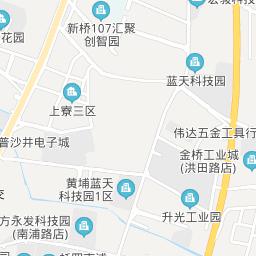 宏骏科技园
新桥107汇聚
创智园
花园
蓝天科技园
上寮三区
伟达五金工具行
普沙井电子城
金桥工业城
(洪田路店)
黄埔蓝天
科技园1区
交
升光工业园
方永发科技园
(南浦路店)